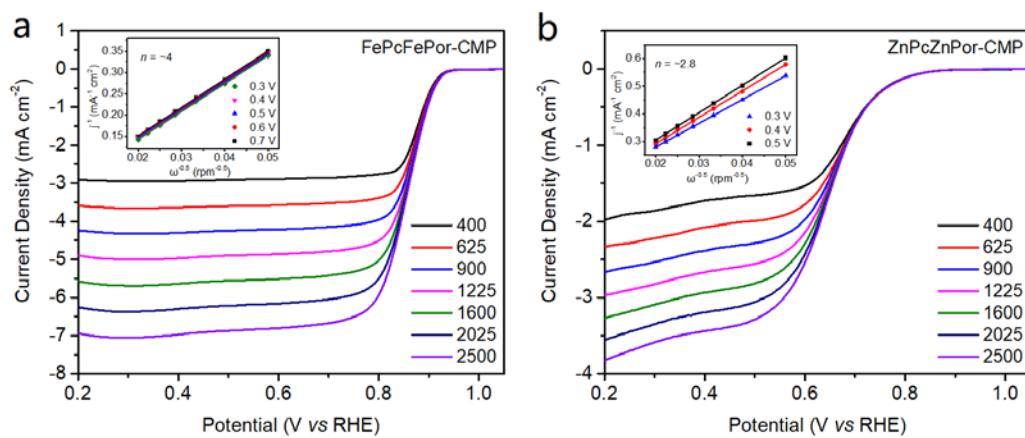 a
FePcFePor-CMP
n = ~4
j⁻¹ (mA⁻¹ cm²)
0.35
0.30
0.25
0.20
0.15
0.02 0.03 0.04 0.05
ω⁻⁰·⁵ (rpm⁻⁰·⁵)
0.3 V
0.4 V
0.5 V
0.6 V
0.7 V
Current Density (mA cm⁻²)
1
0
-1
-2
-3
-4
-5
-6
-7
-8
400
625
900
1225
1600
2025
2500
0.2 0.4 0.6 0.8 1.0
Potential (V vs RHE)
b
ZnPcZnPor-CMP
n = ~2.8
j⁻¹ (mA⁻¹ cm²)
0.6
0.5
0.4
0.3
0.2
0.02 0.03 0.04 0.05
ω⁻⁰·⁵ (rpm⁻⁰·⁵)
0.3 V
0.4 V
0.5 V
Current Density (mA cm⁻²)
0
-1
-2
-3
-4
400
625
900
1225
1600
2025
2500
0.2 0.4 0.6 0.8 1.0
Potential (V vs RHE)